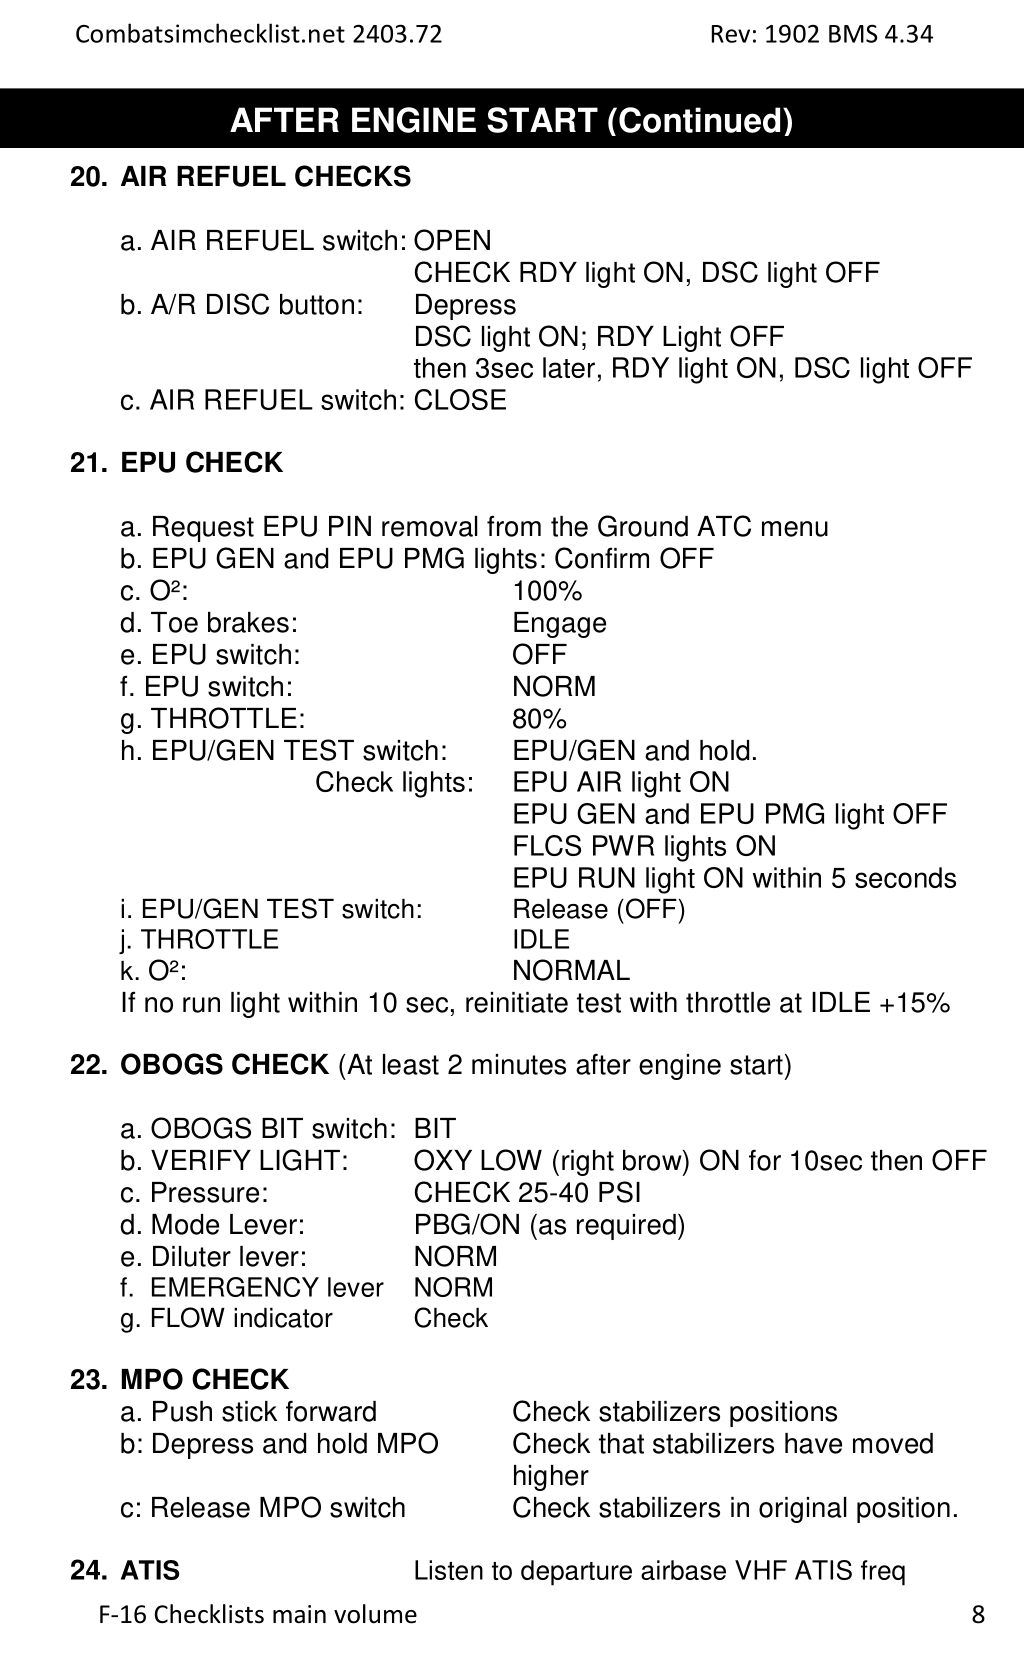 Combatsimchecklist.net 2403.72 Rev: 1902 BMS 4.34
AFTER ENGINE START (Continued)
20. AIR REFUEL CHECKS
a. AIR REFUEL switch: OPEN
CHECK RDY light ON, DSC light OFF
b. A/R DISC button: Depress
DSC light ON; RDY Light OFF
then 3sec later, RDY light ON, DSC light OFF
c. AIR REFUEL switch: CLOSE
21. EPU CHECK
a. Request EPU PIN removal from the Ground ATC menu
b. EPU GEN and EPU PMG lights: Confirm OFF
c. O²: 100%
d. Toe brakes: Engage
e. EPU switch: OFF
f. EPU switch: NORM
g. THROTTLE: 80%
h. EPU/GEN TEST switch: EPU/GEN and hold.
Check lights: EPU AIR light ON
EPU GEN and EPU PMG light OFF
FLCS PWR lights ON
EPU RUN light ON within 5 seconds
i. EPU/GEN TEST switch: Release (OFF)
j. THROTTLE IDLE
k. O²: NORMAL
If no run light within 10 sec, reinitiate test with throttle at IDLE +15%
22. OBOGS CHECK (At least 2 minutes after engine start)
a. OBOGS BIT switch: BIT
b. VERIFY LIGHT: OXY LOW (right brow) ON for 10sec then OFF
c. Pressure: CHECK 25-40 PSI
d. Mode Lever: PBG/ON (as required)
e. Diluter lever: NORM
f. EMERGENCY lever NORM
g. FLOW indicator Check
23. MPO CHECK
a. Push stick forward Check stabilizers positions
b: Depress and hold MPO Check that stabilizers have moved
higher
c: Release MPO switch Check stabilizers in original position.
24. ATIS Listen to departure airbase VHF ATIS freq
F-16 Checklists main volume 8